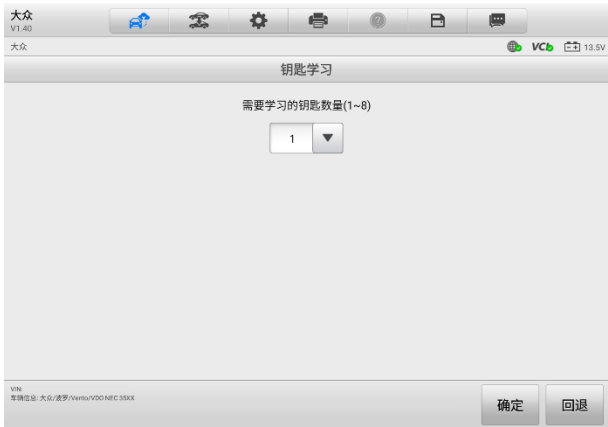 大众
V1.40
大众
VCI
13.5V
钥匙学习
需要学习的钥匙数量(1~8)
1
VIN:
车辆信息: 大众/波罗/Vento/VDO NEC 35XX
确定
回退